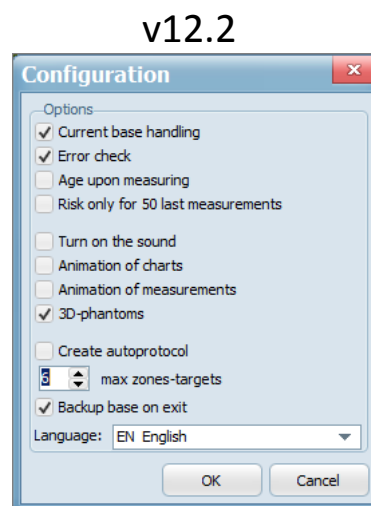 v12.2
Configuration
Options
Current base handling
Error check
Age upon measuring
Risk only for 50 last measurements
Turn on the sound
Animation of charts
Animation of measurements
3D-phantoms
Create autoprotocol
6 max zones-targets
Backup base on exit
Language: EN English
OK Cancel